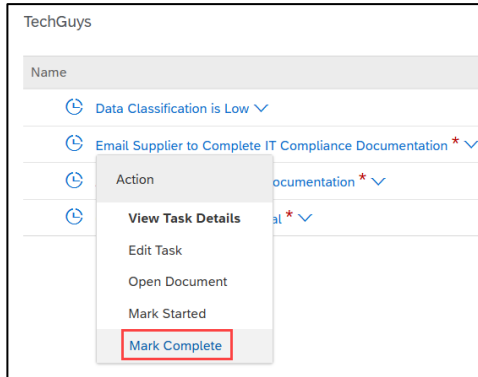 TechGuys
Name
Data Classification is Low
Email Supplier to Complete IT Compliance Documentation *
ocumentation *
al *
Action
View Task Details
Edit Task
Open Document
Mark Started
Mark Complete